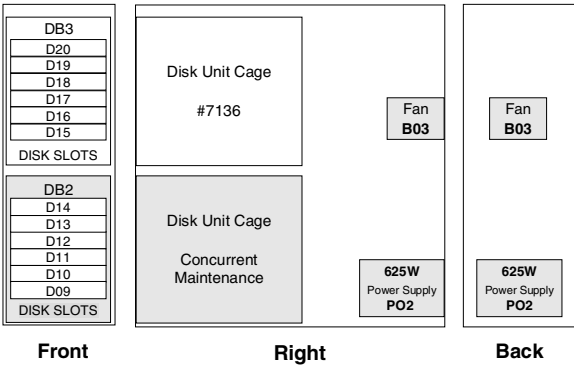 DB3
D20
D19
D18
D17
D16
D15
DISK SLOTS
DB2
D14
D13
D12
D11
D10
D09
DISK SLOTS
Front
Disk Unit Cage
#7136
Disk Unit Cage
Concurrent
Maintenance
Fan
B03
625W
Power Supply
PO2
Right
Fan
B03
625W
Power Supply
PO2
Back